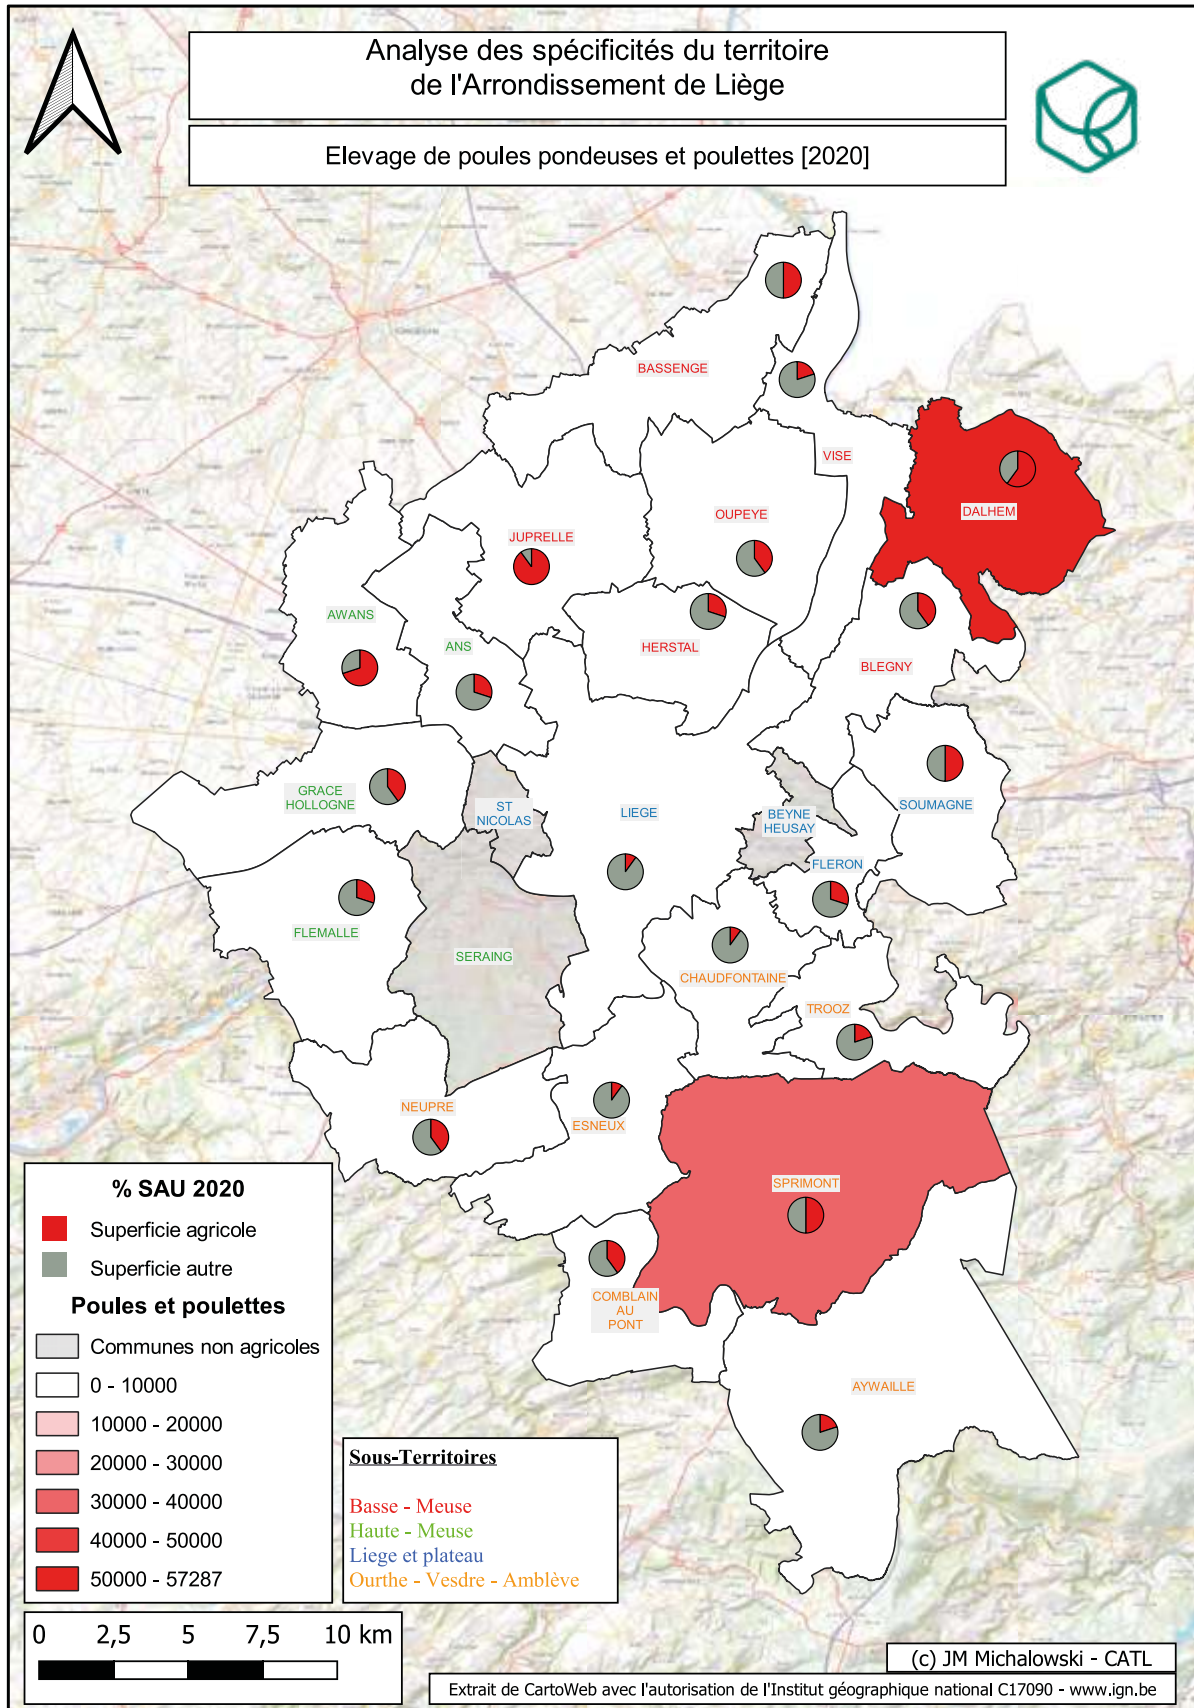 Analyse des spécificités du territoire
de l'Arrondissement de Liège
Elevage de poules pondeuses et poulettes [2020]
BASSENGE
VISE
DALHEM
OUPEYE
JUPRELLE
AWANS
ANS
HERSTAL
BLEGNY
GRACE
HOLLOGNE
ST
NICOLAS
LIEGE
BEYNE
HEUSAY
SOUMAGNE
FLERON
FLEMALLE
SERAING
CHAUDFONTAINE
TROOZ
NEUPRE
ESNEUX
SPRIMONT
COMBLAIN
AU
PONT
AYWAILLE
% SAU 2020
Superficie agricole
Superficie autre
Poules et poulettes
Communes non agricoles
0 - 10000
10000 - 20000
20000 - 30000
30000 - 40000
40000 - 50000
50000 - 57287
Sous-Territoires
Basse - Meuse
Haute - Meuse
Liege et plateau
Ourthe - Vesdre - Amblève
0 2,5 5 7,5 10 km
(c) JM Michalowski - CATL
Extrait de CartoWeb avec l'autorisation de l'Institut géographique national C17090 - www.ign.be